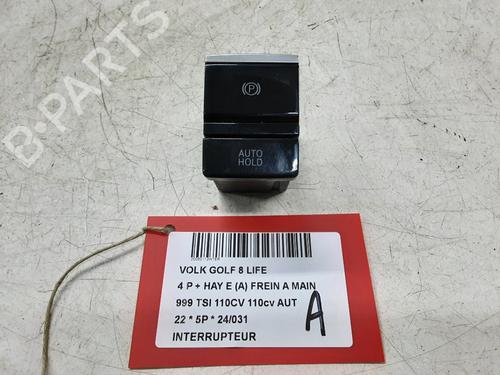 B-PARTS
P
AUTO
HOLD
VOLK GOLF 8 LIFE
4 P + HAY E (A) FREIN A MAIN
999 TSI 110CV 110cv AUT
22 * 5P * 24/031
INTERRUPTEUR
A